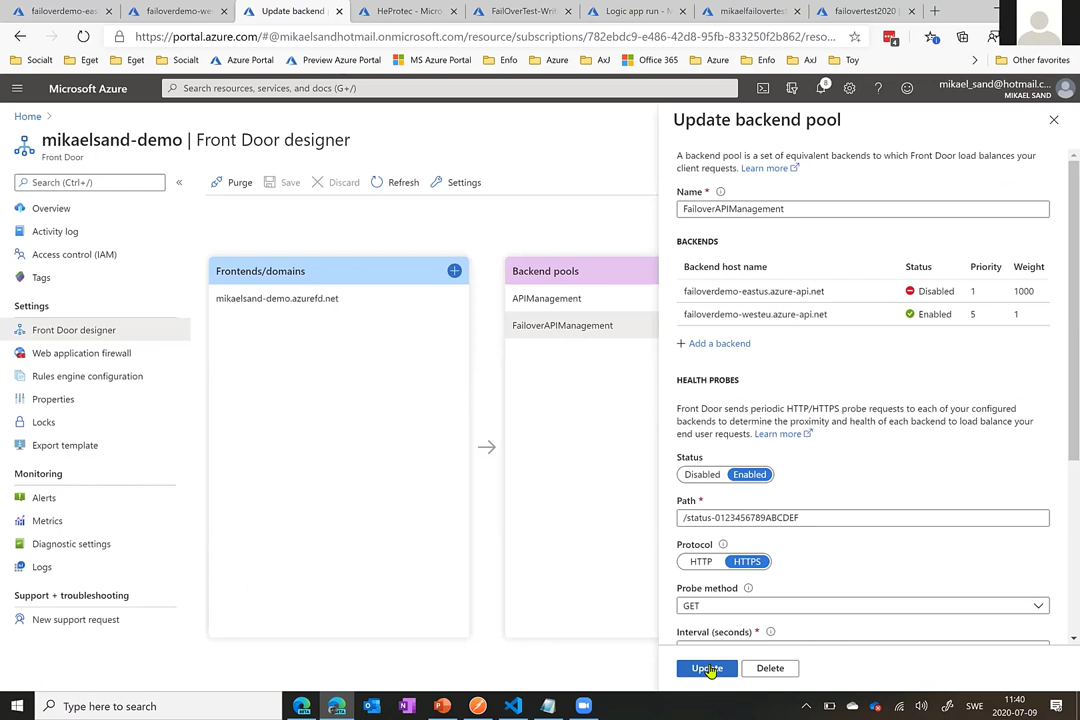 failoverdemo-eas
failoverdemo-wes
Update backend
HeProtec - Micro
FailOverTest-Writ
Logic app run - M
mikaelfailovertest
failovertest2020 |
https://portal.azure.com/#@mikaelsandhotmail.onmicrosoft.com/resource/subscriptions/782ebdc9-e486-42d8-95fb-833250f2b862/reso...
4
Socialt
Eget
Eget
Socialt
Azure Portal
Preview Azure Portal
MS Azure Portal
Enfo
Azure
AxJ
Office 365
Azure
Enfo
AxJ
Toy
Other favorites
Microsoft Azure
Search resources, services, and docs (G+/)
8
mikael_sand@hotmail.c...
MIKAEL SAND
Home
mikaelsand-demo | Front Door designer
Front Door
Search (Ctrl+/)
Purge
Save
Discard
Refresh
Settings
Overview
Activity log
Access control (IAM)
Tags
Settings
Front Door designer
Web application firewall
Rules engine configuration
Properties
Locks
Export template
Monitoring
Alerts
Metrics
Diagnostic settings
Logs
Support + troubleshooting
New support request
Frontends/domains
mikaelsand-demo.azurefd.net
Backend pools
APIManagement
FailoverAPIManagement
Update backend pool
A backend pool is a set of equivalent backends to which Front Door load balances your
client requests. Learn more
Name *
FailoverAPIManagement
BACKENDS
Backend host name Status Priority Weight
failoverdemo-eastus.azure-api.net Disabled 1 1000
failoverdemo-westeu.azure-api.net Enabled 5 1
+ Add a backend
HEALTH PROBES
Front Door sends periodic HTTP/HTTPS probe requests to each of your configured
backends to determine the proximity and health of each backend to load balance your
end user requests. Learn more
Status
Disabled Enabled
Path *
/status-0123456789ABCDEF
Protocol
HTTP HTTPS
Probe method
GET
Interval (seconds) *
Update
Delete
Type here to search
SWE
11:40
2020-07-09